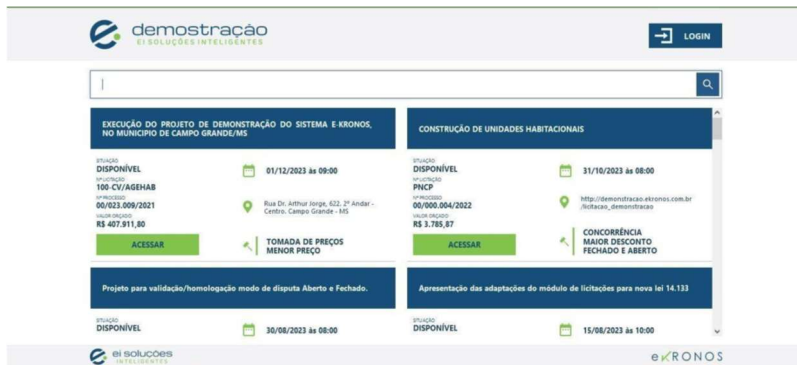 demostração
EI SOLUÇÕES INTELIGENTES
LOGIN
EXECUÇÃO DO PROJETO DE DEMONSTRAÇÃO DO SISTEMA E-KRONOS,
NO MUNICIPIO DE CAMPO GRANDE/MS
SITUAÇÃO
DISPONÍVEL
Nº LICITAÇÃO
100-CV/AGEHAB
Nº PROCESSO
00/023.009/2021
VALOR ORÇADO
R$ 407.911,80
ACESSAR
01/12/2023 às 09:00
Rua Dr. Arthur Jorge, 622. 2º Andar -
Centro. Campo Grande - MS
TOMADA DE PREÇOS
MENOR PREÇO
CONSTRUÇÃO DE UNIDADES HABITACIONAIS
SITUAÇÃO
DISPONÍVEL
Nº LICITAÇÃO
PNCP
Nº PROCESSO
00/000.004/2022
VALOR ORÇADO
R$ 3.785,87
ACESSAR
31/10/2023 às 08:00
http://demonstracao.ekronos.com.br
/licitacao_demonstracao
CONCORRÊNCIA
MAIOR DESCONTO
FECHADO E ABERTO
Projeto para validação/homologação modo de disputa Aberto e Fechado.
SITUAÇÃO
DISPONÍVEL
30/08/2023 às 08:00
Apresentação das adaptações do módulo de licitações para nova lei 14.133
SITUAÇÃO
DISPONÍVEL
15/08/2023 às 10:00
ei soluções
INTELIGENTES
eKRONOS